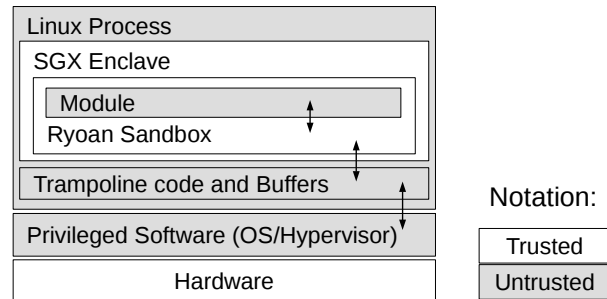 Linux Process
SGX Enclave
Module
Ryoan Sandbox
Trampoline code and Buffers
Privileged Software (OS/Hypervisor)
Hardware
Notation:
Trusted
Untrusted